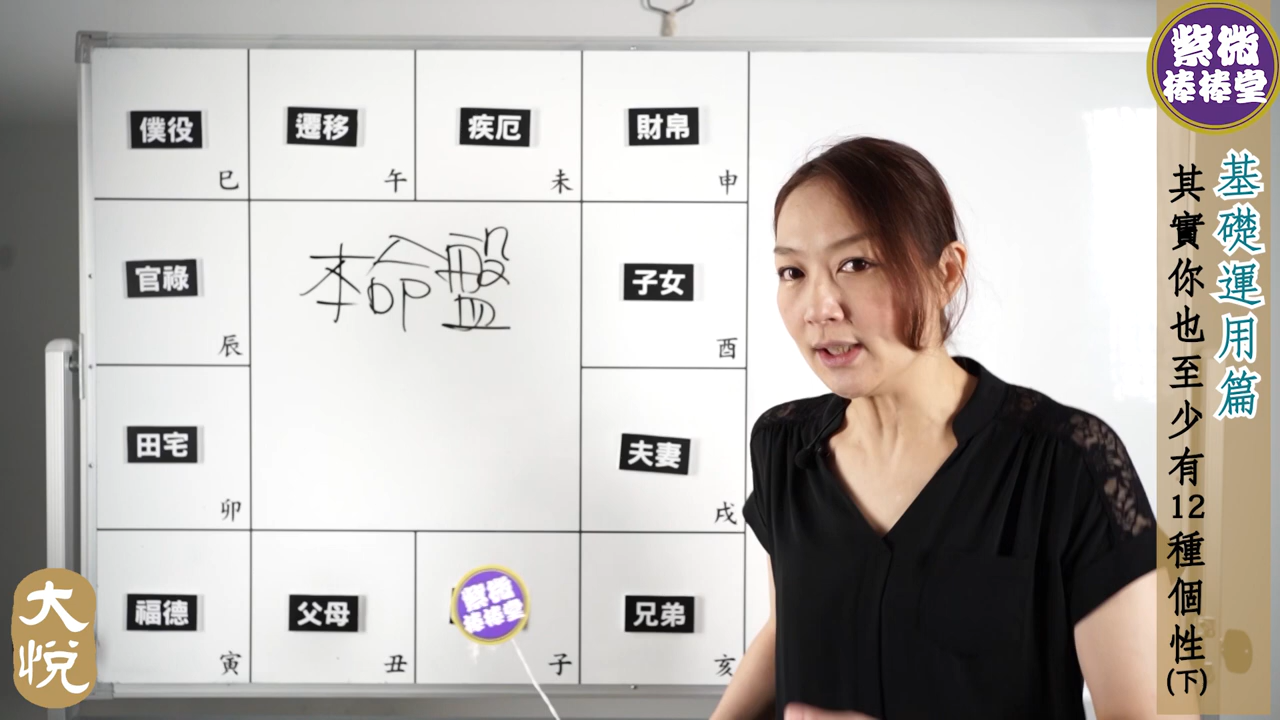 紫微
棒棒堂
基礎運用篇
其實你也至少有12種個性(下)
僕役
巳
遷移
午
疾厄
未
財帛
申
官祿
辰
本命盤
子女
酉
田宅
卯
夫妻
戌
福德
寅
父母
丑
紫微
棒棒堂
子
兄弟
亥
大悅